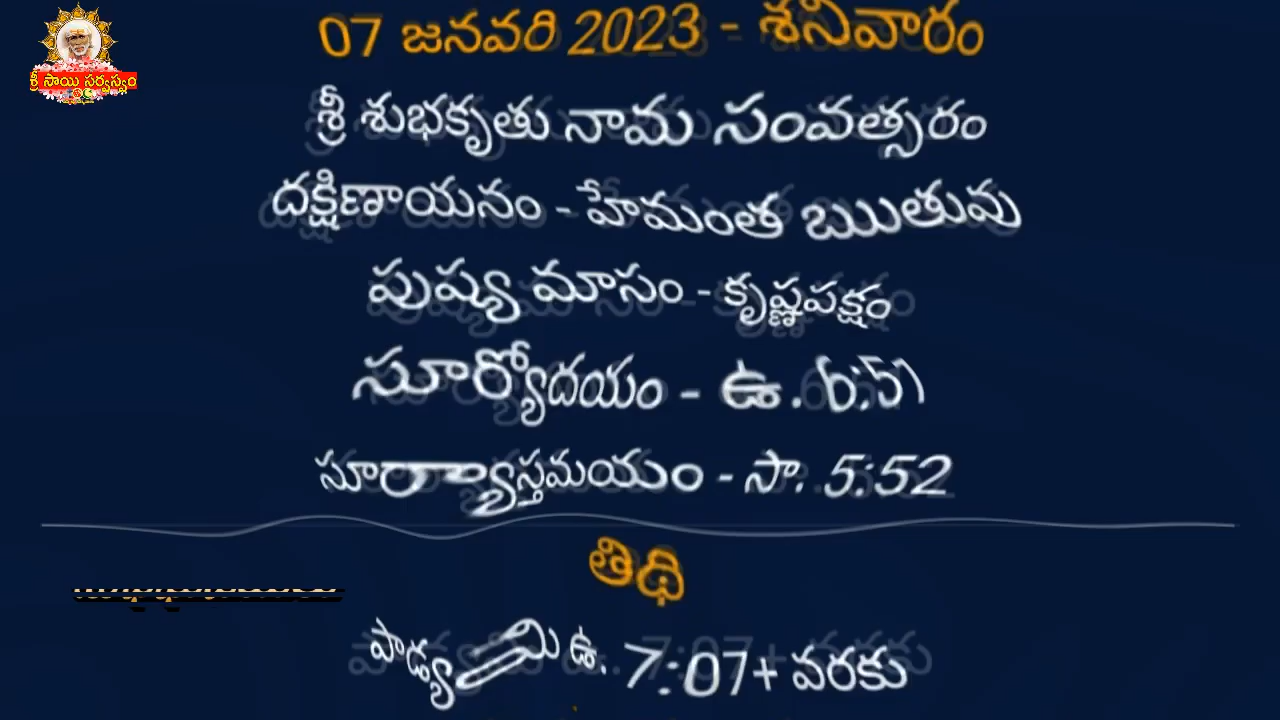 శ్రీ సాయి సర్వస్వం
07 జనవరి 2023 - శనివారం
శ్రీ శుభకృతు నామ సంవత్సరం
దక్షిణాయనం - హేమంత ఋతువు
పుష్య మాసం - కృష్ణపక్షం
సూర్యోదయం - ఉ. 6:51
సూర్యాస్తమయం - సా. 5:52
తిథి
పాడ్యమి ఉ. 7:07+ వరకు